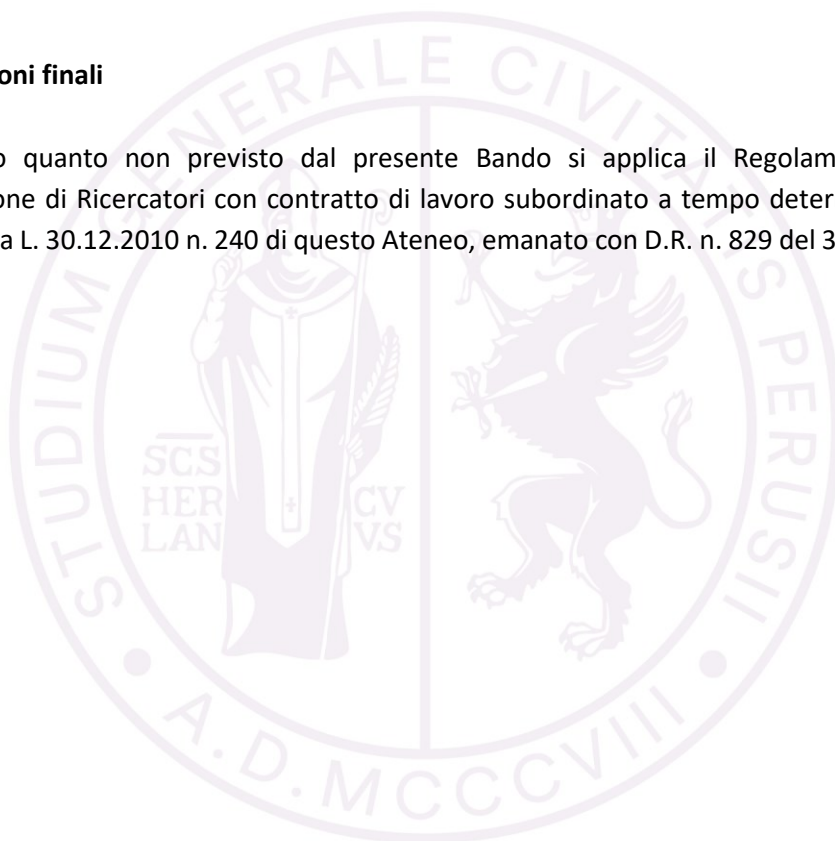 oni finali
o quanto non previsto dal presente Bando si applica il Regolam
one di Ricercatori con contratto di lavoro subordinato a tempo deter
a L. 30.12.2010 n. 240 di questo Ateneo, emanato con D.R. n. 829 del 3
STUDIUM GENERALE CIVITATIS PERUSII
SCS
HER
LAN
CV
VS
• A.D. MCCCVIII •